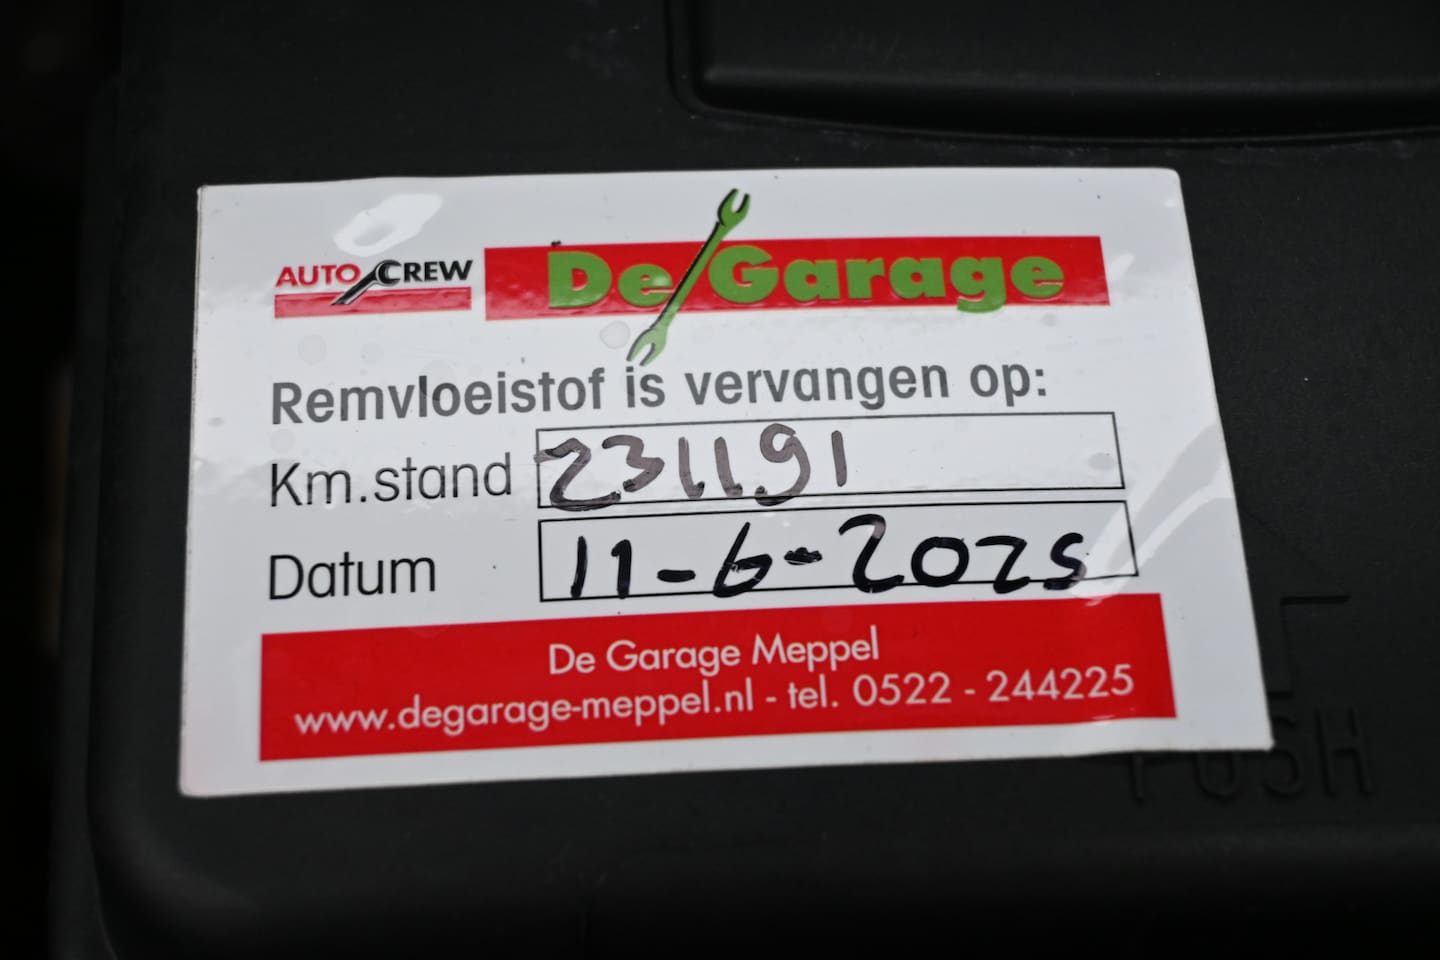 AUTO CREW De Garage
Remvloeistof is vervangen op:
Km.stand 231191
Datum 11-6-2025
De Garage Meppel
www.degarage-meppel.nl - tel. 0522 - 244225
PUSH